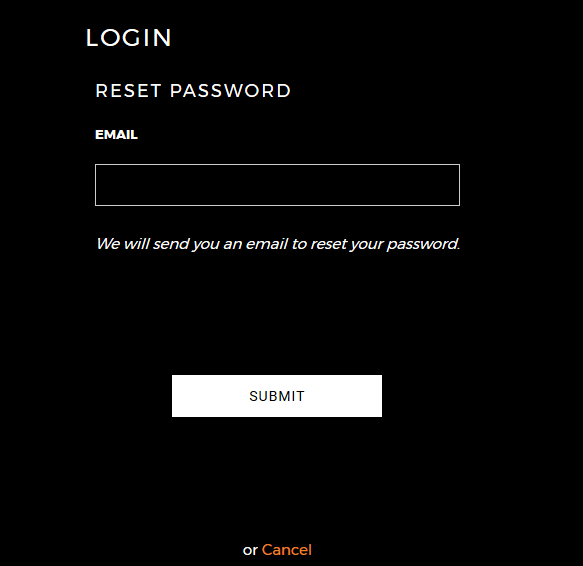 LOGIN
RESET PASSWORD
EMAIL
We will send you an email to reset your password.
SUBMIT
or Cancel